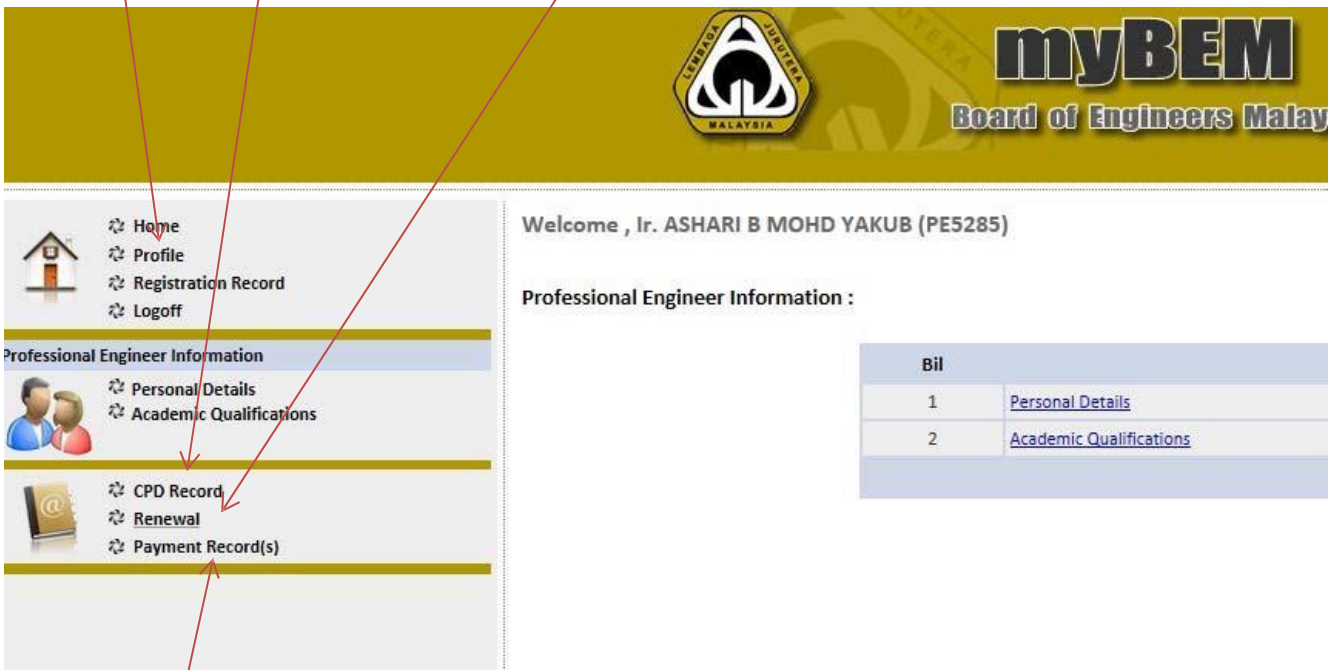 LEMBAGA JURUTERA
MALAYSIA
myBEM
Board of Engineers Malay
Home
Profile
Registration Record
Logoff
Professional Engineer Information
Personal Details
Academic Qualifications
CPD Record
Renewal
Payment Record(s)
Welcome , Ir. ASHARI B MOHD YAKUB (PE5285)
Professional Engineer Information :
Bil
1 Personal Details
2 Academic Qualifications